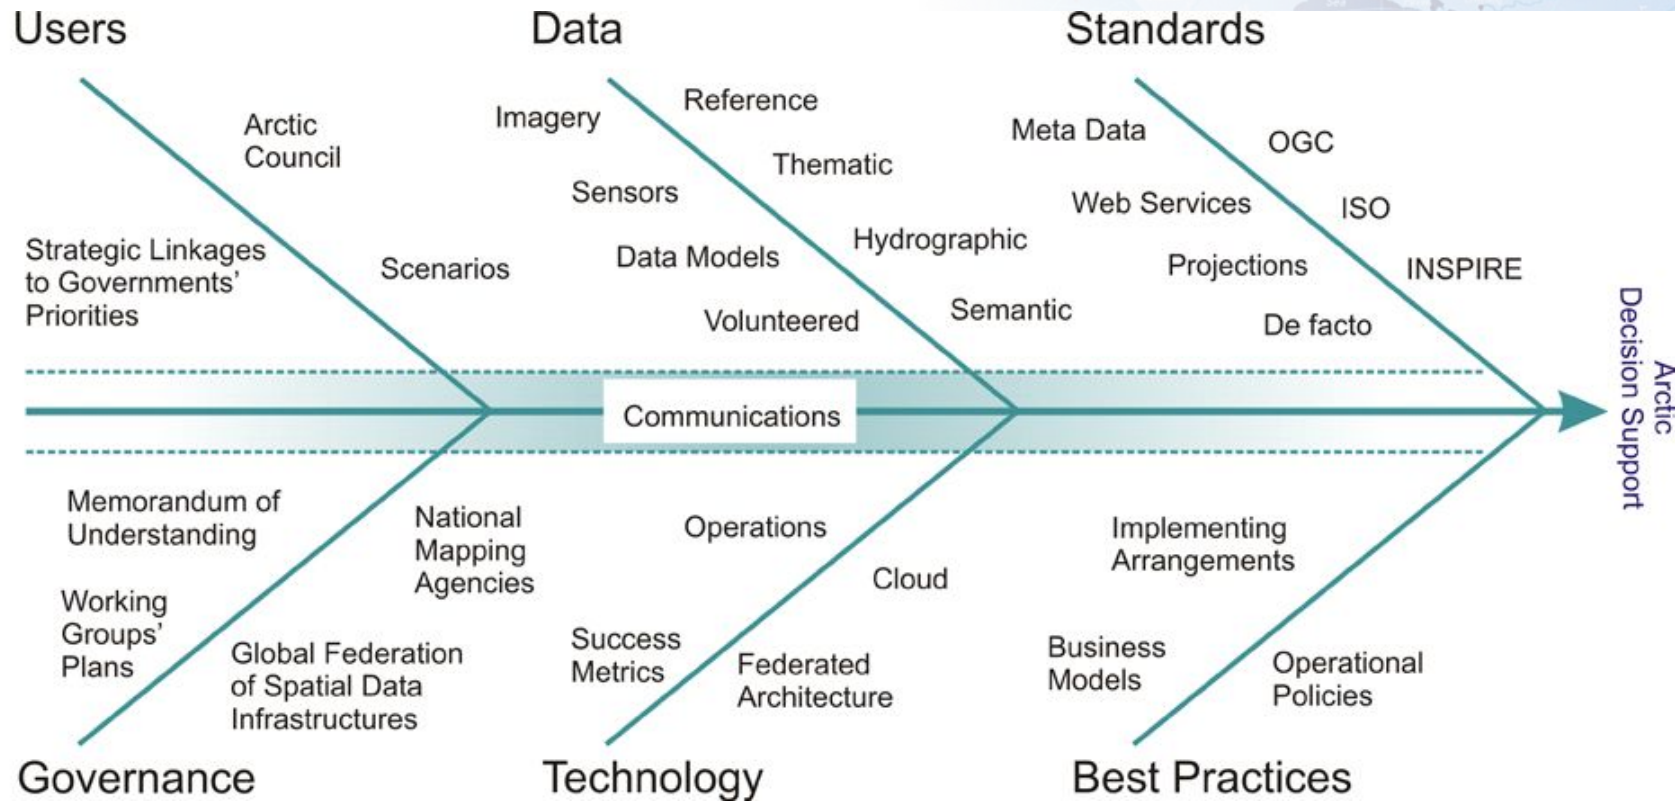 Users
Data
Standards
Arctic
Council
Strategic Linkages
to Governments’
Priorities
Scenarios
Imagery
Sensors
Data Models
Volunteered
Reference
Thematic
Hydrographic
Semantic
Meta Data
Web Services
Projections
De facto
OGC
ISO
INSPIRE
Communications
Arctic
Decision Support
Memorandum of
Understanding
Working
Groups’
Plans
National
Mapping
Agencies
Global Federation
of Spatial Data
Infrastructures
Operations
Success
Metrics
Cloud
Federated
Architecture
Implementing
Arrangements
Business
Models
Operational
Policies
Governance
Technology
Best Practices